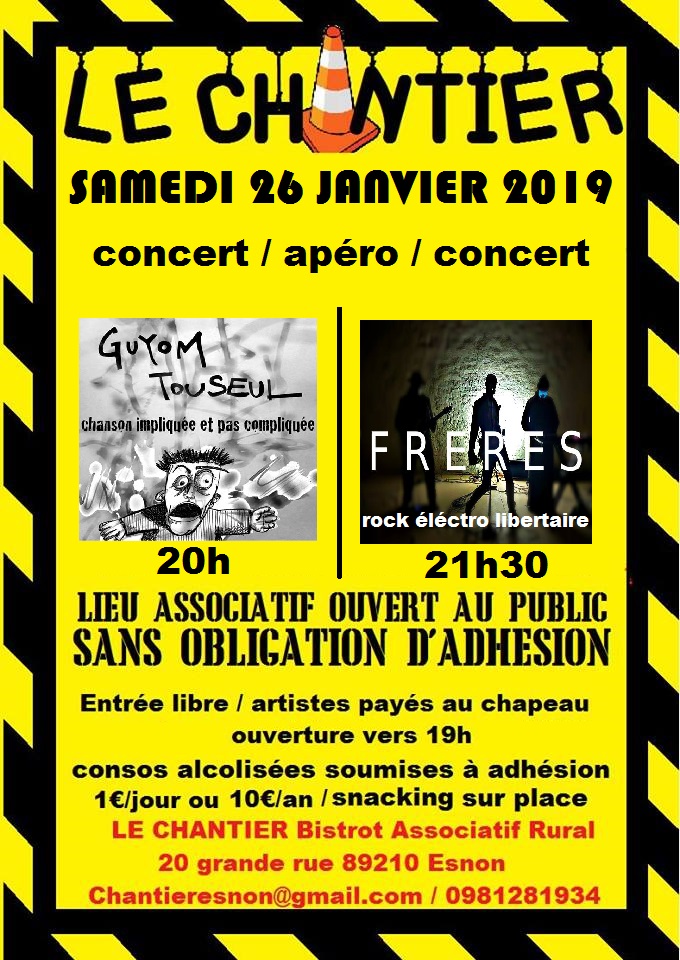 LE CHANTIER
SAMEDI 26 JANVIER 2019
concert / apéro / concert
GUYOM
TOUSEUL
chanson impliquée et pas compliquée
20h
FRERES
rock éléctro libertaire
21h30
LIEU ASSOCIATIF OUVERT AU PUBLIC
SANS OBLIGATION D'ADHESION
Entrée libre / artistes payés au chapeau
ouverture vers 19h
consos alcolisées soumises à adhésion
1€/jour ou 10€/an / snacking sur place
LE CHANTIER Bistrot Associatif Rural
20 grande rue 89210 Esnon
Chantieresnon@gmail.com / 0981281934